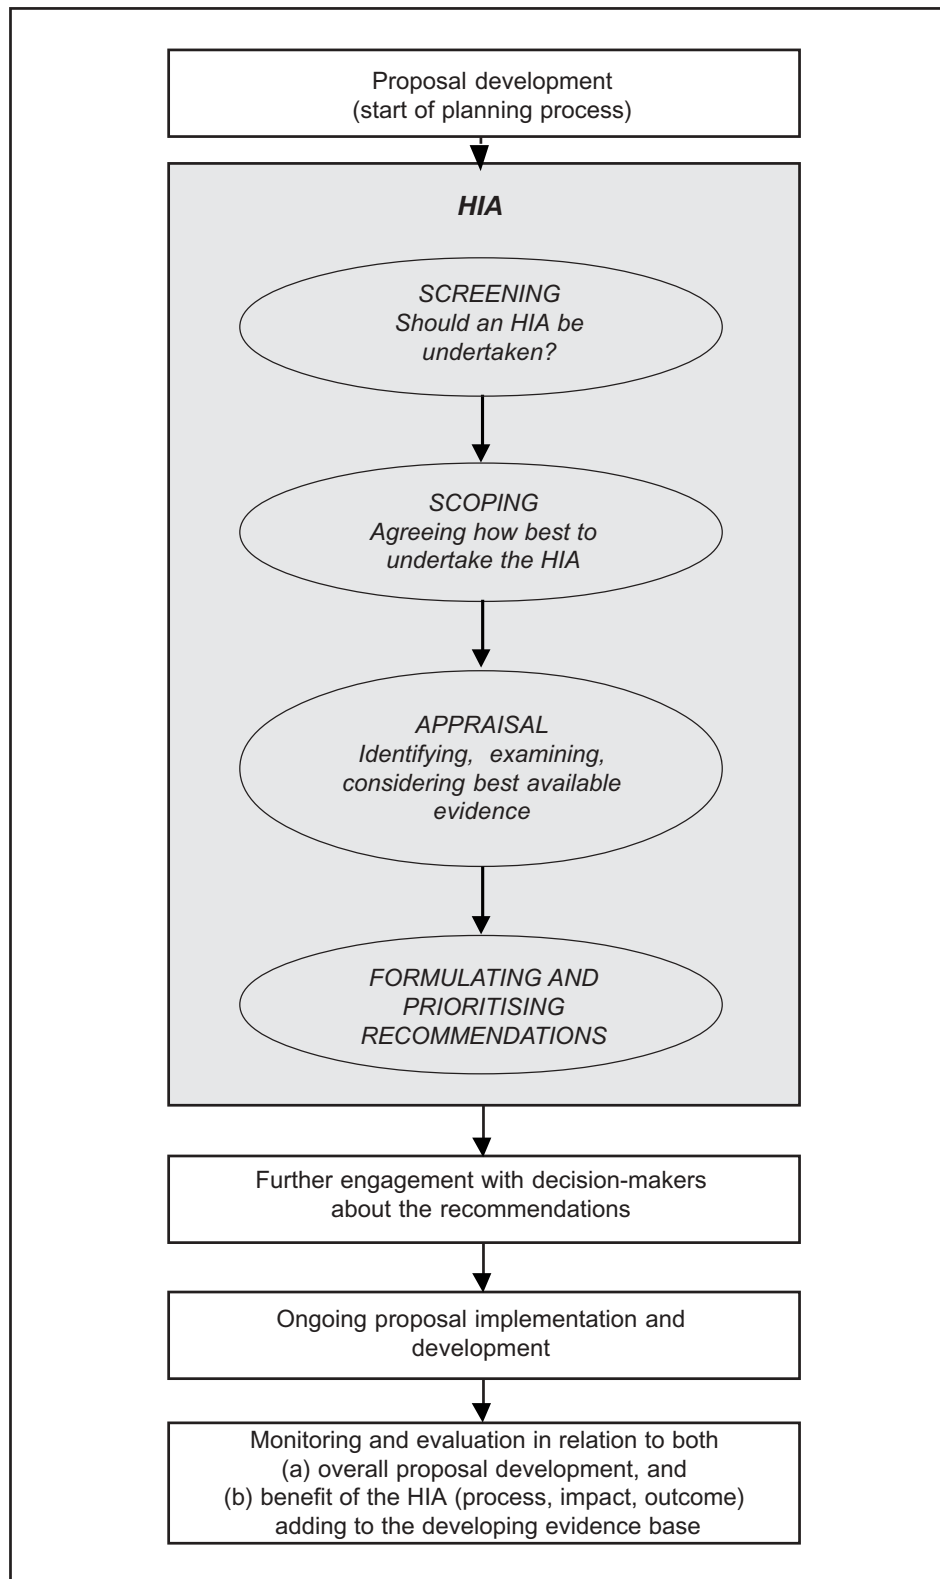 Proposal development
(start of planning process)
HIA
SCREENING
Should an HIA be
undertaken?
SCOPING
Agreeing how best to
undertake the HIA
APPRAISAL
Identifying, examining,
considering best available
evidence
FORMULATING AND
PRIORITISING
RECOMMENDATIONS
Further engagement with decision-makers
about the recommendations
Ongoing proposal implementation and
development
Monitoring and evaluation in relation to both
(a) overall proposal development, and
(b) benefit of the HIA (process, impact, outcome)
adding to the developing evidence base